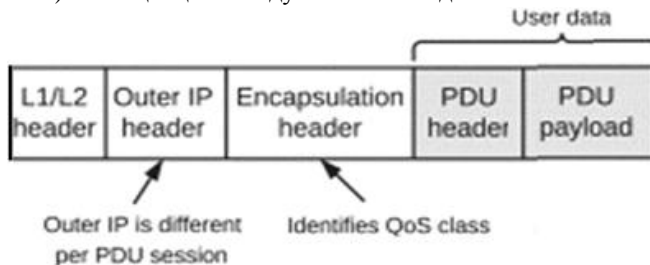 User data
L1/L2 header
Outer IP header
Encapsulation header
PDU header
PDU payload
Outer IP is different
per PDU session
Identifies QoS class